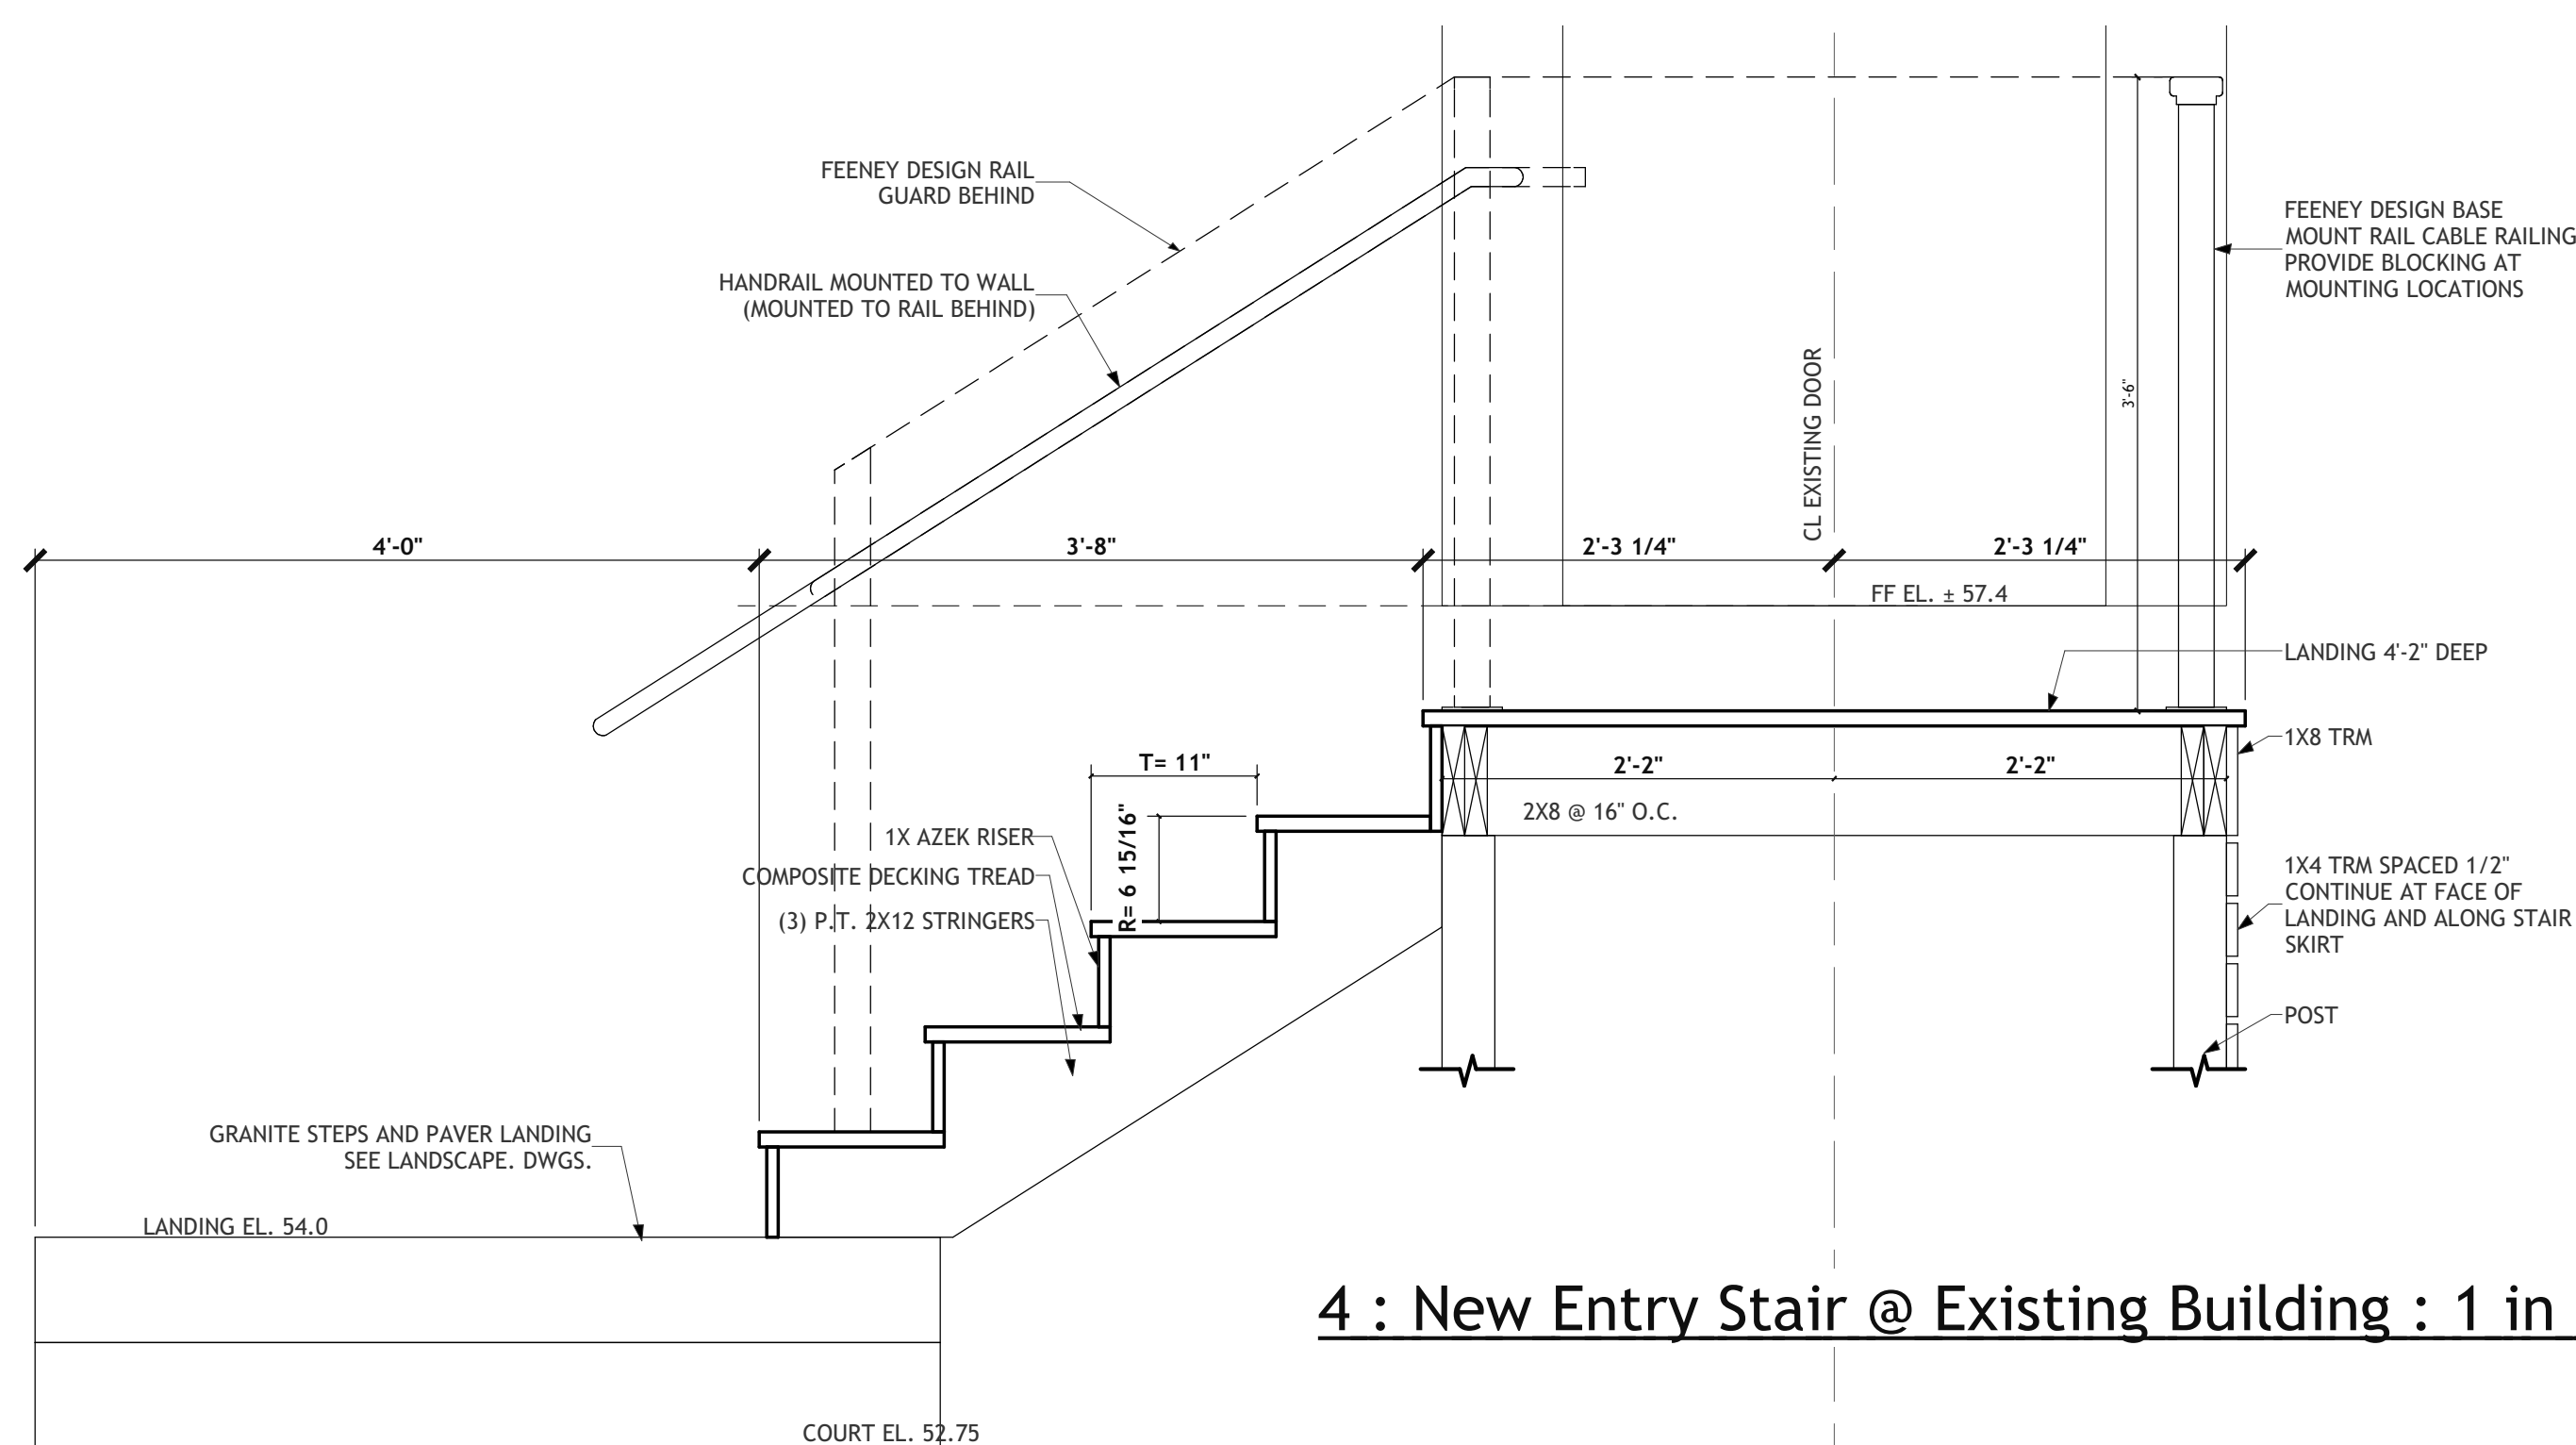 FEENEY DESIGN RAIL
GUARD BEHIND
HANDRAIL MOUNTED TO WALL
(MOUNTED TO RAIL BEHIND)
FEENEY DESIGN BASE
MOUNT RAIL CABLE RAILING
PROVIDE BLOCKING AT
MOUNTING LOCATIONS
CL EXISTING DOOR
3'-6"
4'-0"
3'-8"
2'-3 1/4"
2'-3 1/4"
FF EL. ± 57.4
LANDING 4'-2" DEEP
1X8 TRM
T= 11"
2'-2"
2'-2"
R= 6 15/16"
2X8 @ 16" O.C.
1X AZEK RISER
COMPOSITE DECKING TREAD
(3) P.T. 2X12 STRINGERS
1X4 TRM SPACED 1/2"
CONTINUE AT FACE OF
LANDING AND ALONG STAIR
SKIRT
POST
GRANITE STEPS AND PAVER LANDING
SEE LANDSCAPE. DWGS.
LANDING EL. 54.0
4 : New Entry Stair @ Existing Building : 1 in
COURT EL. 52.75